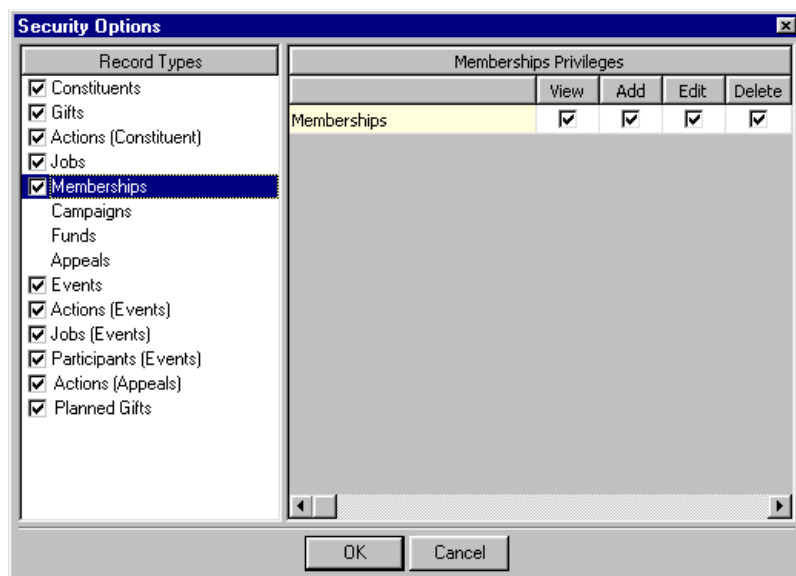 Security Options
Record Types
Constituents
Gifts
Actions (Constituent)
Jobs
Memberships
Campaigns
Funds
Appeals
Events
Actions (Events)
Jobs (Events)
Participants (Events)
Actions (Appeals)
Planned Gifts
Memberships Privileges
View Add Edit Delete
Memberships
OK Cancel